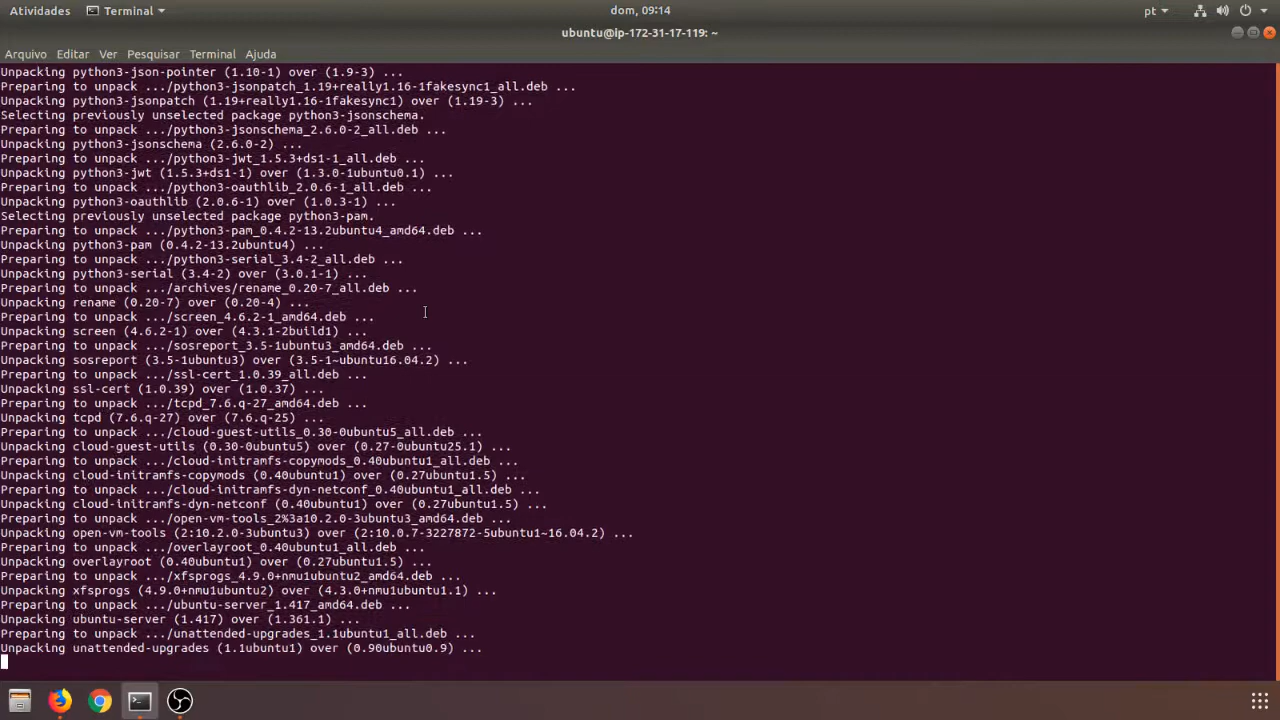 Atividades
Terminal
dom, 09:14
pt
ubuntu@ip-172-31-17-119: ~
Arquivo Editar Ver Pesquisar Terminal Ajuda
Unpacking python3-json-pointer (1.10-1) over (1.9-3) ...
Preparing to unpack .../python3-jsonpatch_1.19+really1.16-1fakesync1_all.deb ...
Unpacking python3-jsonpatch (1.19+really1.16-1fakesync1) over (1.19-3) ...
Selecting previously unselected package python3-jsonschema.
Preparing to unpack .../python3-jsonschema_2.6.0-2_all.deb ...
Unpacking python3-jsonschema (2.6.0-2) ...
Preparing to unpack .../python3-jwt_1.5.3+ds1-1_all.deb ...
Unpacking python3-jwt (1.5.3+ds1-1) over (1.3.0-1ubuntu0.1) ...
Preparing to unpack .../python3-oauthlib_2.0.6-1_all.deb ...
Unpacking python3-oauthlib (2.0.6-1) over (1.0.3-1) ...
Selecting previously unselected package python3-pam.
Preparing to unpack .../python3-pam_0.4.2-13.2ubuntu4_amd64.deb ...
Unpacking python3-pam (0.4.2-13.2ubuntu4) ...
Preparing to unpack .../python3-serial_3.4-2_all.deb ...
Unpacking python3-serial (3.4-2) over (3.0.1-1) ...
Preparing to unpack .../archives/rename_0.20-7_all.deb ...
Unpacking rename (0.20-7) over (0.20-4) ...
Preparing to unpack .../screen_4.6.2-1_amd64.deb ...
Unpacking screen (4.6.2-1) over (4.3.1-2build1) ...
Preparing to unpack .../sosreport_3.5-1ubuntu3_amd64.deb ...
Unpacking sosreport (3.5-1ubuntu3) over (3.5-1~ubuntu16.04.2) ...
Preparing to unpack .../ssl-cert_1.0.39_all.deb ...
Unpacking ssl-cert (1.0.39) over (1.0.37) ...
Preparing to unpack .../tcpd_7.6.q-27_amd64.deb ...
Unpacking tcpd (7.6.q-27) over (7.6.q-25) ...
Preparing to unpack .../cloud-guest-utils_0.30-0ubuntu5_all.deb ...
Unpacking cloud-guest-utils (0.30-0ubuntu5) over (0.27-0ubuntu25.1) ...
Preparing to unpack .../cloud-initramfs-copymods_0.40ubuntu1_all.deb ...
Unpacking cloud-initramfs-copymods (0.40ubuntu1) over (0.27ubuntu1.5) ...
Preparing to unpack .../cloud-initramfs-dyn-netconf_0.40ubuntu1_all.deb ...
Unpacking cloud-initramfs-dyn-netconf (0.40ubuntu1) over (0.27ubuntu1.5) ...
Preparing to unpack .../open-vm-tools_2%3a10.2.0-3ubuntu3_amd64.deb ...
Unpacking open-vm-tools (2:10.2.0-3ubuntu3) over (2:10.0.7-3227872-5ubuntu1~16.04.2) ...
Preparing to unpack .../overlayroot_0.40ubuntu1_all.deb ...
Unpacking overlayroot (0.40ubuntu1) over (0.27ubuntu1.5) ...
Preparing to unpack .../xfsprogs_4.9.0+nmu1ubuntu2_amd64.deb ...
Unpacking xfsprogs (4.9.0+nmu1ubuntu2) over (4.3.0+nmu1ubuntu1.1) ...
Preparing to unpack .../ubuntu-server_1.417_amd64.deb ...
Unpacking ubuntu-server (1.417) over (1.361.1) ...
Preparing to unpack .../unattended-upgrades_1.1ubuntu1_all.deb ...
Unpacking unattended-upgrades (1.1ubuntu1) over (0.90ubuntu0.9) ...